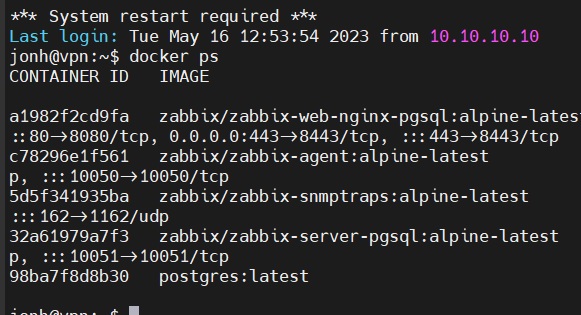 *** System restart required ***
Last login: Tue May 16 12:53:54 2023 from 10.10.10.10
jonh@vpn:~$ docker ps
CONTAINER ID   IMAGE
a1982f2cd9fa   zabbix/zabbix-web-nginx-pgsql:alpine-latest
:::80->8080/tcp, 0.0.0.0:443->8443/tcp, :::443->8443/tcp
c78296e1f561   zabbix/zabbix-agent:alpine-latest
p, :::10050->10050/tcp
5d5f341935ba   zabbix/zabbix-snmptraps:alpine-latest
:::162->1162/udp
32a61979a7f3   zabbix/zabbix-server-pgsql:alpine-latest
p, :::10051->10051/tcp
98ba7f8d8b30   postgres:latest
jonh@vpn:~$